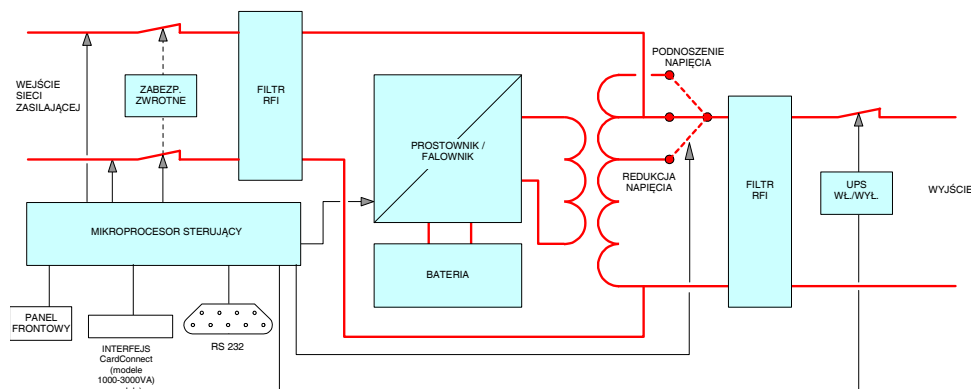 WEJŚCIE
SIECI
ZASILAJĄCEJ
ZABEZP.
ZWROTNE
FILTR
RFI
PROSTOWNIK /
FALOWNIK
BATERIA
PODNOSZENIE
NAPIĘCIA
REDUKCJA
NAPIĘCIA
FILTR
RFI
UPS
WŁ./WYŁ.
WYJŚCIE
MIKROPROCESOR STERUJĄCY
PANEL
FRONTOWY
INTERFEJS
CardConnect
(modele
1000-3000VA)
RS 232